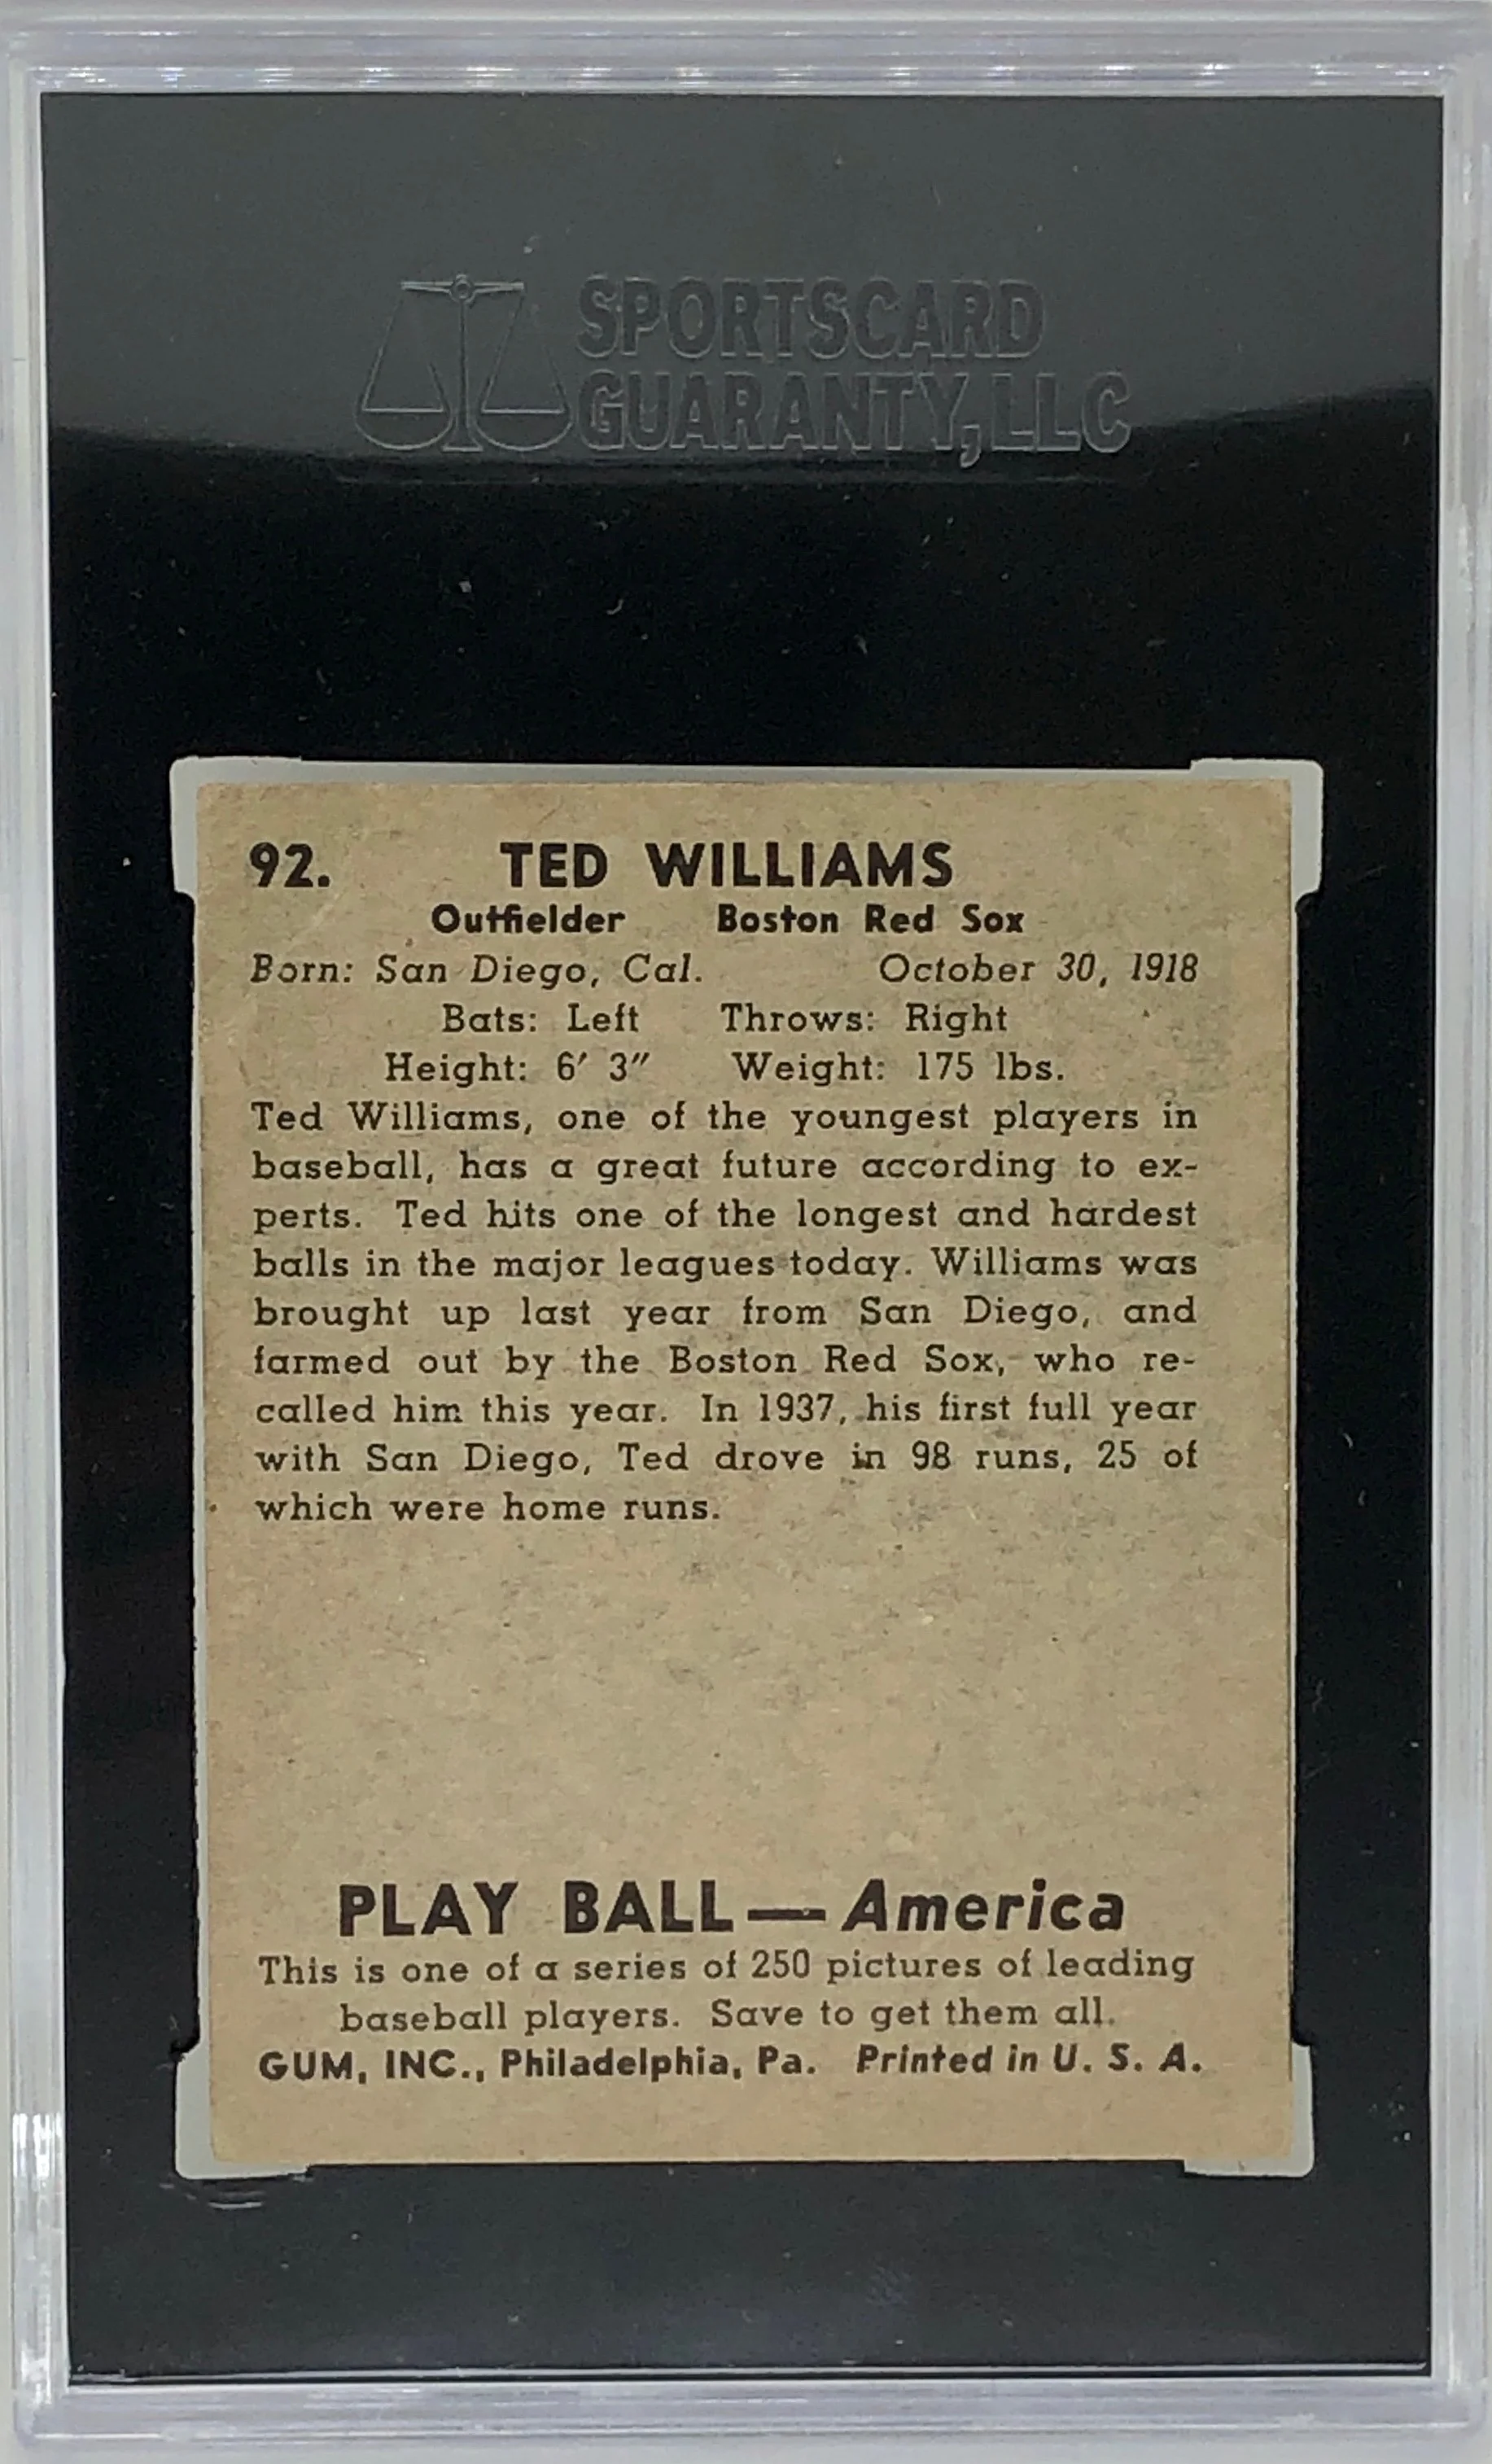 SPORTSCARD
GUARANTY, LLC
92. TED WILLIAMS
Outfielder Boston Red Sox
Born: San Diego, Cal. October 30, 1918
Bats: Left Throws: Right
Height: 6′ 3″ Weight: 175 lbs.
Ted Williams, one of the youngest players in
baseball, has a great future according to ex-
perts. Ted hits one of the longest and hardest
balls in the major leagues today. Williams was
brought up last year from San Diego, and
farmed out by the Boston Red Sox, who re-
called him this year. In 1937, his first full year
with San Diego, Ted drove in 98 runs, 25 of
which were home runs.
PLAY BALL — America
This is one of a series of 250 pictures of leading
baseball players. Save to get them all.
GUM, INC., Philadelphia, Pa. Printed in U. S. A.